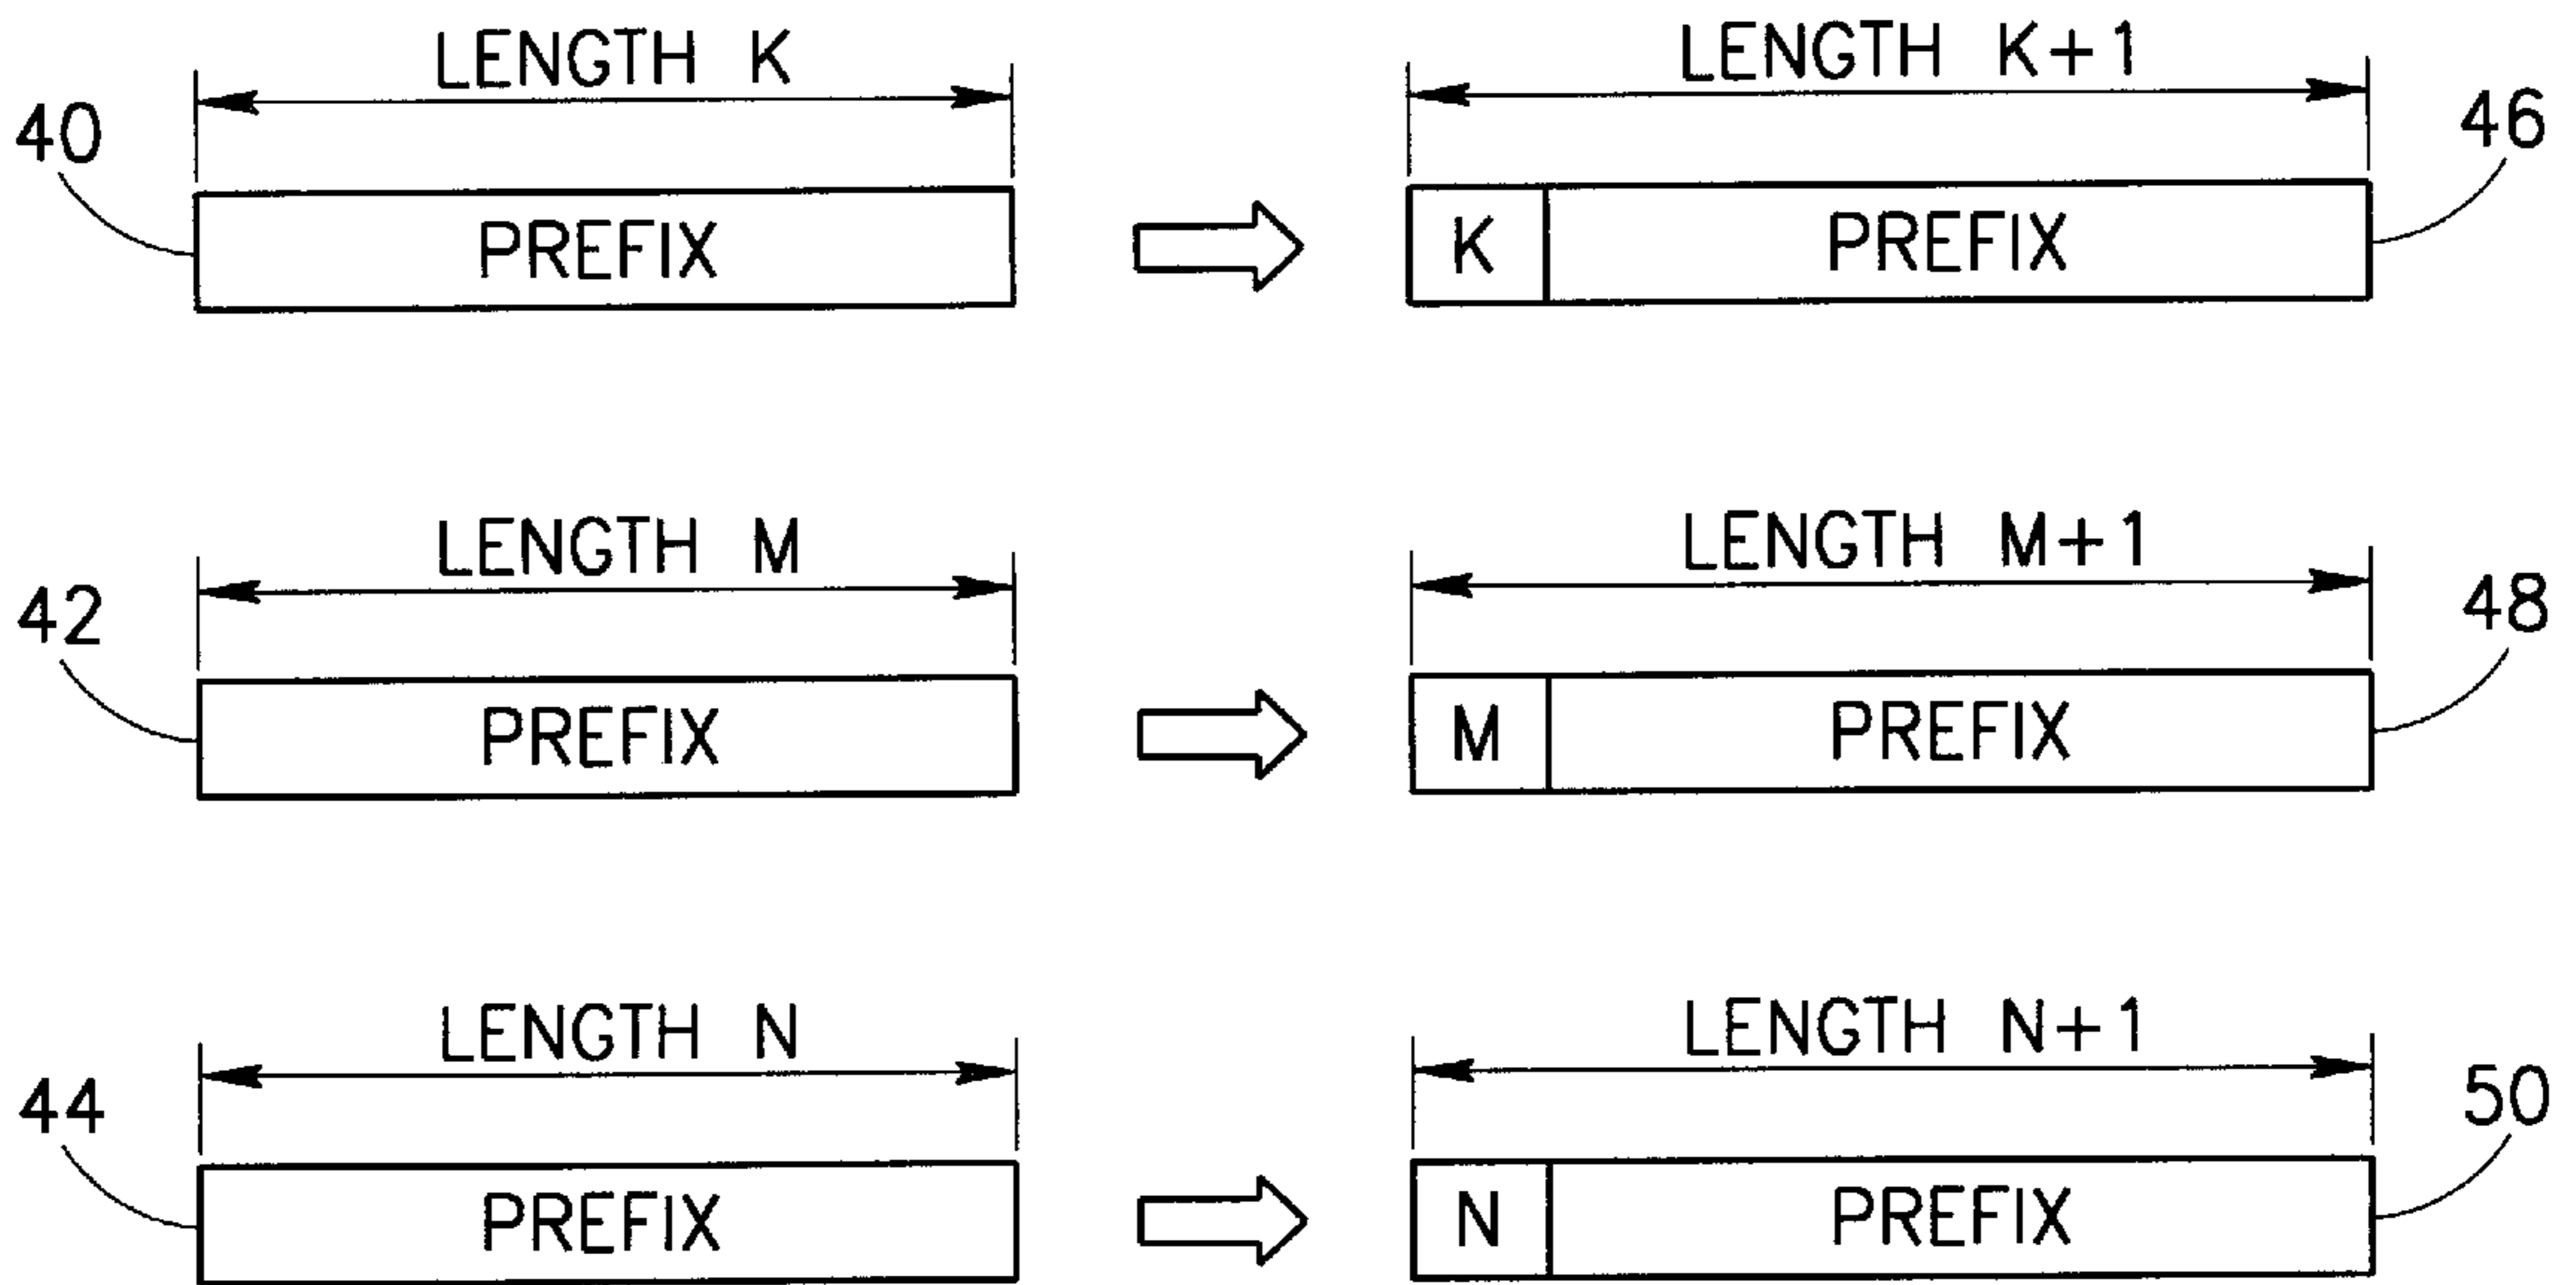 LENGTH K
LENGTH K+1
40
46
PREFIX
K
PREFIX
LENGTH M
LENGTH M+1
42
48
PREFIX
M
PREFIX
LENGTH N
LENGTH N+1
44
50
PREFIX
N
PREFIX